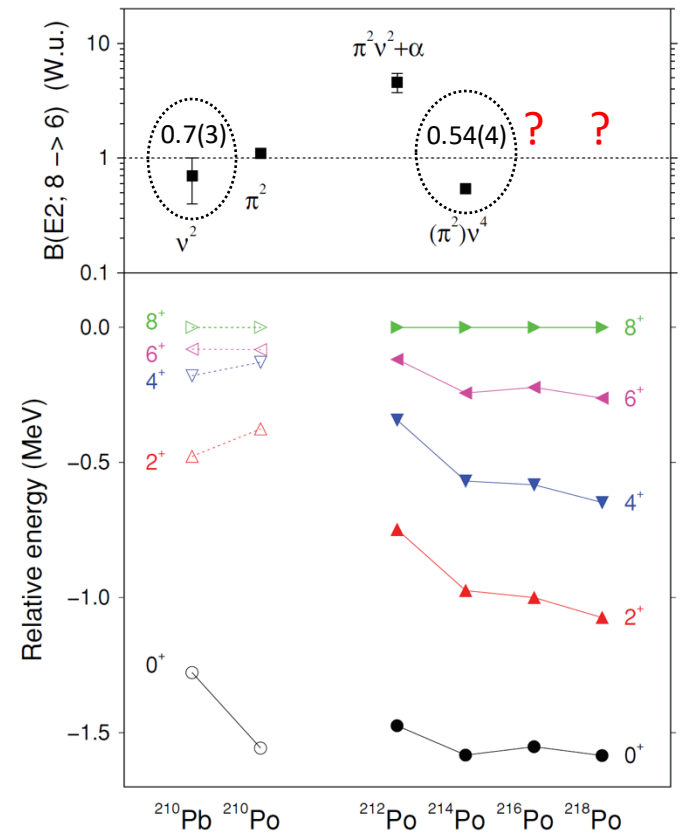 B(E2; 8 −> 6) (W.u.)
10
1
0.1
π²ν²+α
0.7(3)
0.54(4)
? ?
π²
ν²
(π²)ν⁴
Relative energy (MeV)
0.0
−0.5
−1.0
−1.5
8⁺ 8⁺
6⁺ 6⁺
4⁺ 4⁺
2⁺ 2⁺
0⁺ 0⁺
²¹⁰Pb ²¹⁰Po ²¹²Po ²¹⁴Po ²¹⁶Po ²¹⁸Po